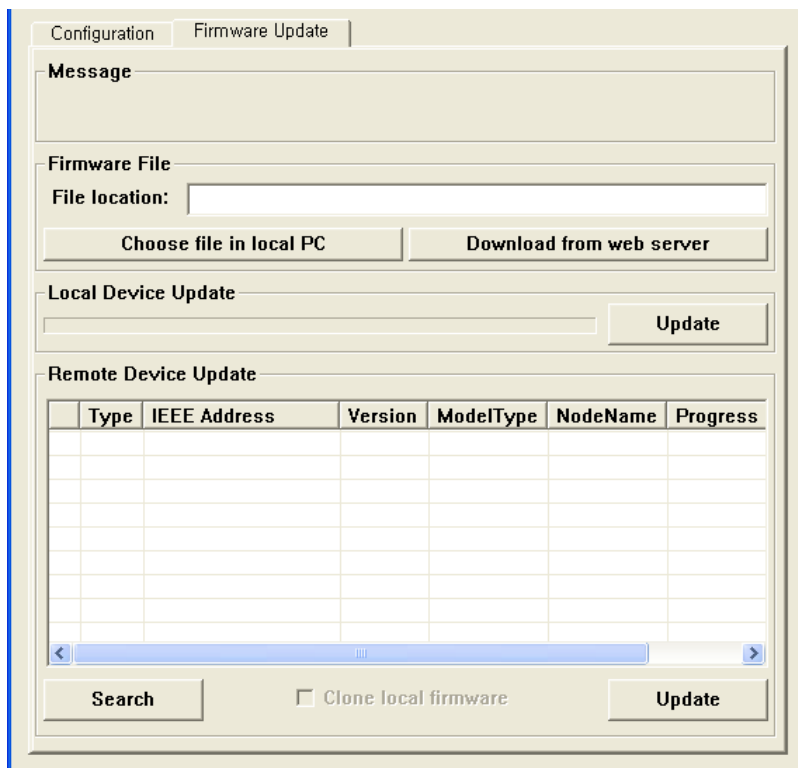 Configuration Firmware Update
Message
Firmware File
File location:
Choose file in local PC Download from web server
Local Device Update
Update
Remote Device Update
Type IEEE Address Version ModelType NodeName Progress
Search Clone local firmware Update